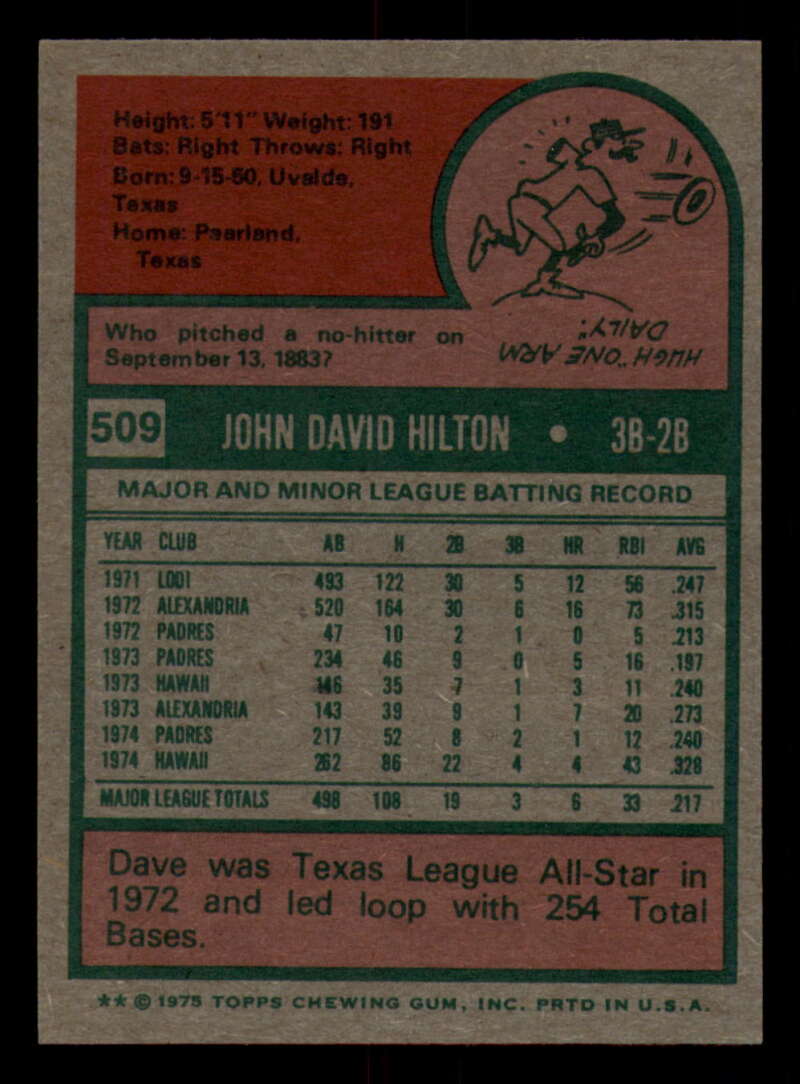 Height: 5'11" Weight: 191
Bats: Right Throws: Right
Born: 9-15-50, Uvalde,
Texas
Home: Pearland,
Texas
Who pitched a no-hitter on
September 13, 1883?
HUGH "ONE ARM
DAILY."
509 JOHN DAVID HILTON • 3B-2B
MAJOR AND MINOR LEAGUE BATTING RECORD
YEAR CLUB AB H 2B 3B HR RBI AVG
1971 LODI 493 122 30 5 12 56 .247
1972 ALEXANDRIA 520 164 30 6 16 73 .315
1972 PADRES 47 10 2 1 0 5 .213
1973 PADRES 234 46 9 0 5 16 .197
1973 HAWAII 146 35 7 1 3 11 .240
1973 ALEXANDRIA 143 39 9 1 7 20 .273
1974 PADRES 217 52 8 2 1 12 .240
1974 HAWAII 262 86 22 4 4 43 .328
MAJOR LEAGUE TOTALS 498 108 19 3 6 33 .217
Dave was Texas League All-Star in
1972 and led loop with 254 Total
Bases.
★★ © 1975 TOPPS CHEWING GUM, INC. PRTD IN U.S.A.